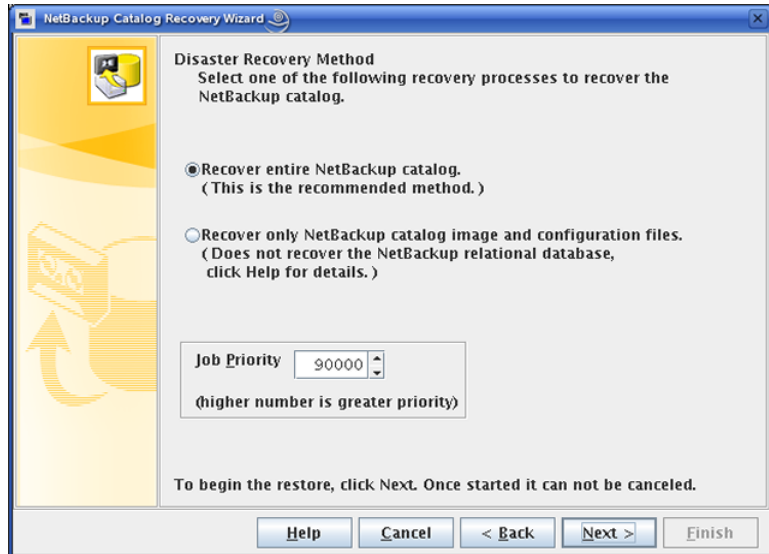 NetBackup Catalog Recovery Wizard
Disaster Recovery Method
Select one of the following recovery processes to recover the
NetBackup catalog.
Recover entire NetBackup catalog.
(This is the recommended method.)
Recover only NetBackup catalog image and configuration files.
(Does not recover the NetBackup relational database,
click Help for details.)
Job Priority 90000
(higher number is greater priority)
To begin the restore, click Next. Once started it can not be canceled.
Help Cancel < Back Next > Finish